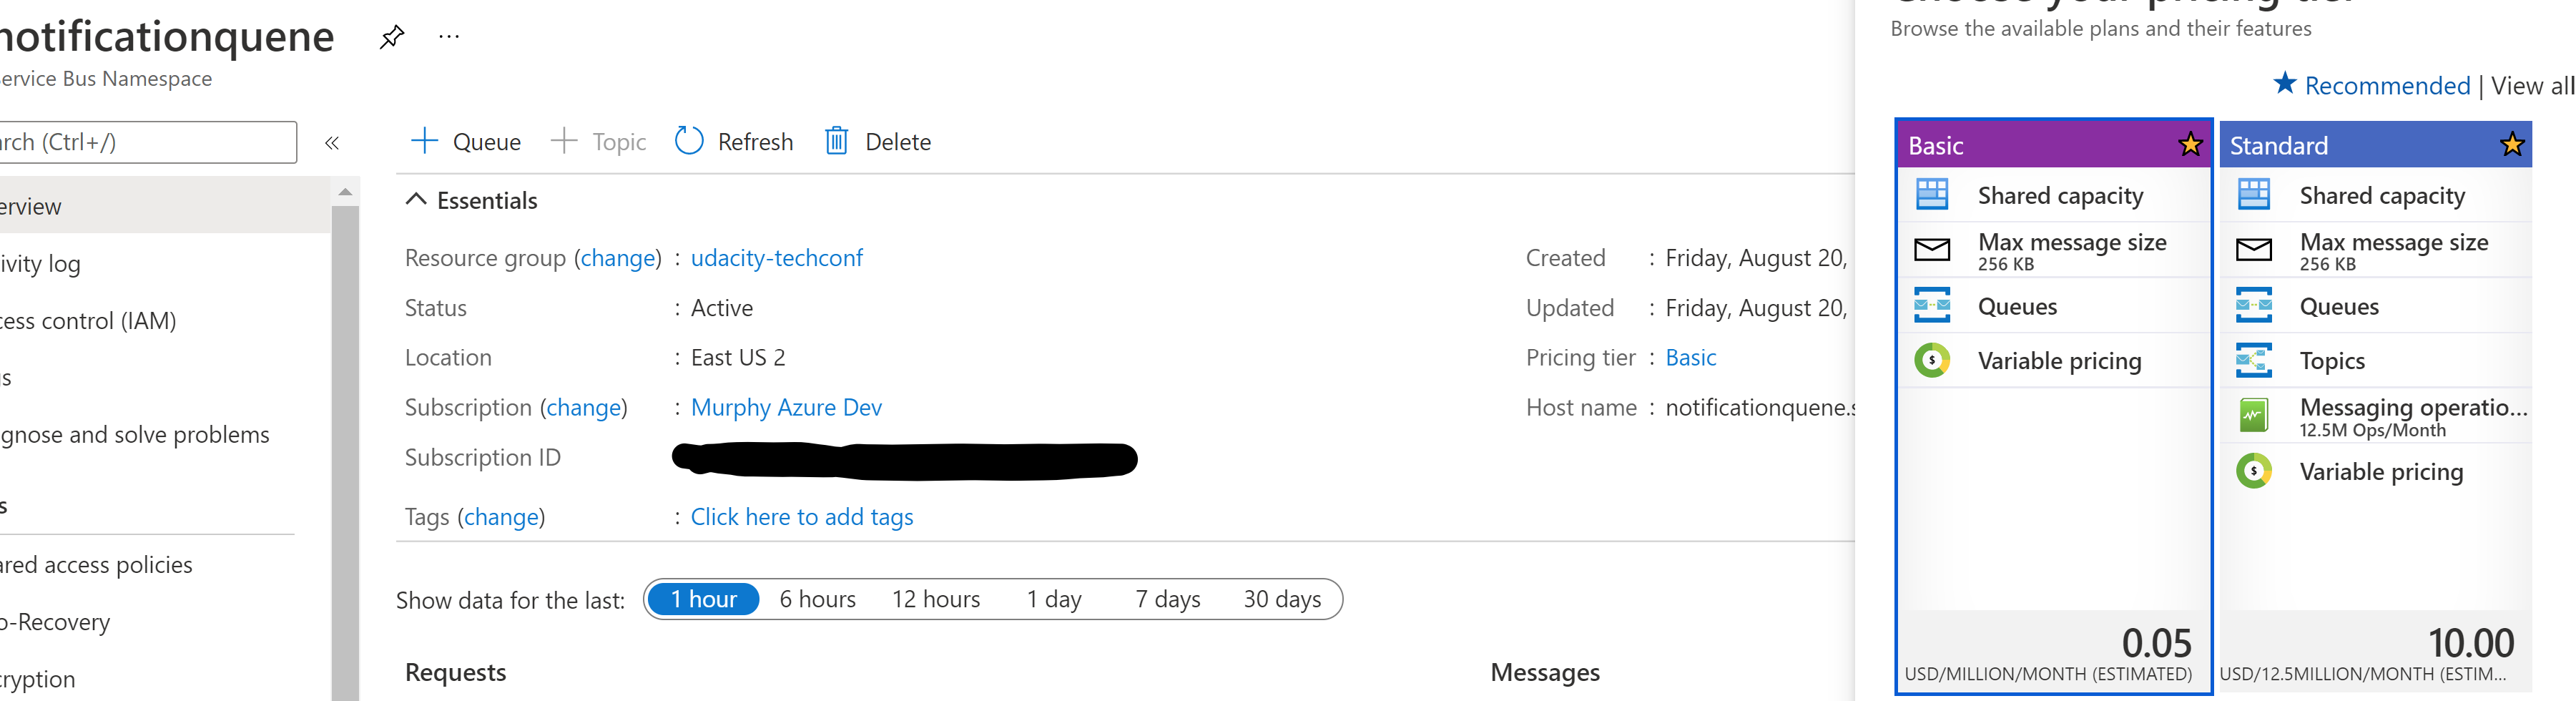 notificationquene
ervice Bus Namespace
rch (Ctrl+/)
«
erview
ivity log
cess control (IAM)
s
gnose and solve problems
s
ared access policies
o-Recovery
cryption
+ Queue + Topic Refresh Delete
Essentials
Resource group (change) : udacity-techconf
Status : Active
Location : East US 2
Subscription (change) : Murphy Azure Dev
Subscription ID
Tags (change) : Click here to add tags
Created : Friday, August 20,
Updated : Friday, August 20,
Pricing tier : Basic
Host name : notificationquene.s
Show data for the last: 1 hour 6 hours 12 hours 1 day 7 days 30 days
Requests
Messages
Choose your pricing tier
Browse the available plans and their features
Recommended | View all
Basic
Shared capacity
Max message size
256 KB
Queues
Variable pricing
0.05
USD/MILLION/MONTH (ESTIMATED)
Standard
Shared capacity
Max message size
256 KB
Queues
Topics
Messaging operatio...
12.5M Ops/Month
Variable pricing
10.00
USD/12.5MILLION/MONTH (ESTIM...